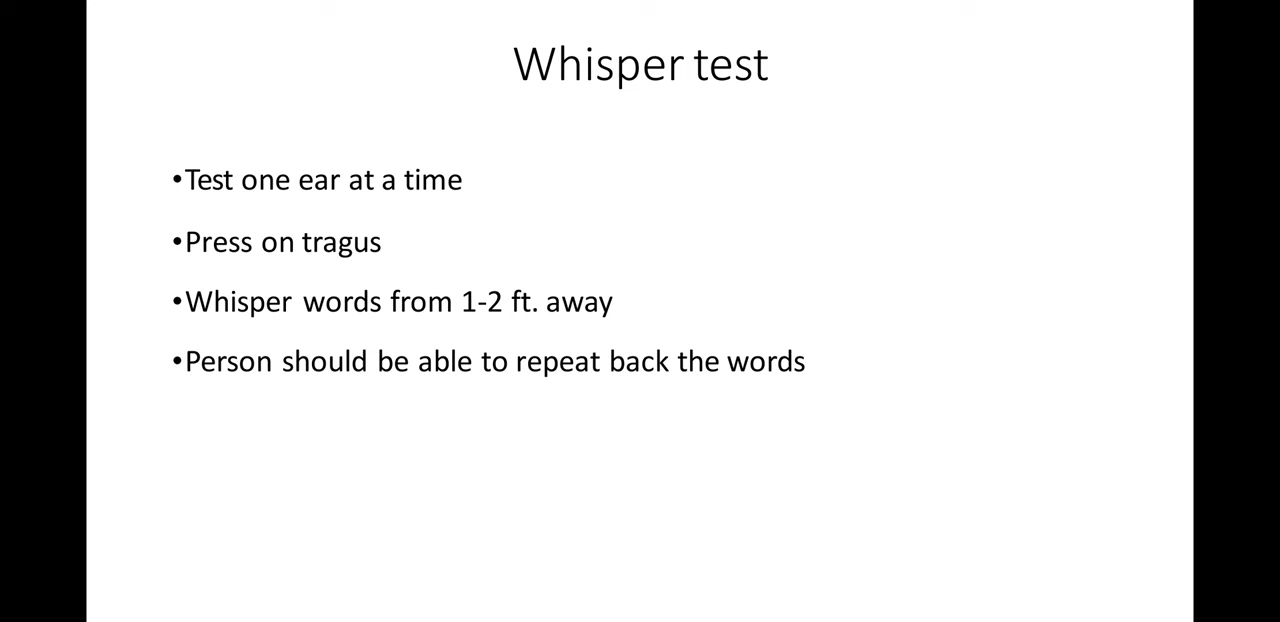 Whisper test
•Test one ear at a time
•Press on tragus
•Whisper words from 1-2 ft. away
•Person should be able to repeat back the words